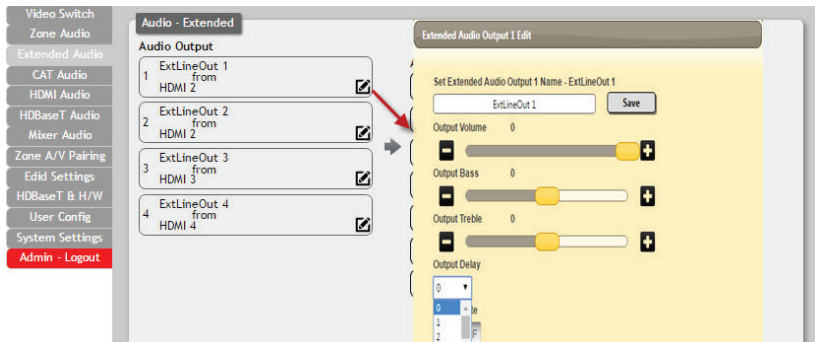 Video Switch
Zone Audio
Extended Audio
CAT Audio
HDMI Audio
HDBaseT Audio
Mixer Audio
Zone A/V Pairing
Edid Settings
HDBaseT & H/W
User Config
System Settings
Admin - Logout
Audio - Extended
Audio Output
1 ExtLineOut 1
from
HDMI 2
2 ExtLineOut 2
from
HDMI 2
3 ExtLineOut 3
from
HDMI 3
4 ExtLineOut 4
from
HDMI 4
Extended Audio Output 1 Edit
Set Extended Audio Output 1 Name - ExtLineOut 1
ExtLineOut 1 Save
Output Volume 0
Output Bass 0
Output Treble 0
Output Delay
0
0
1
2